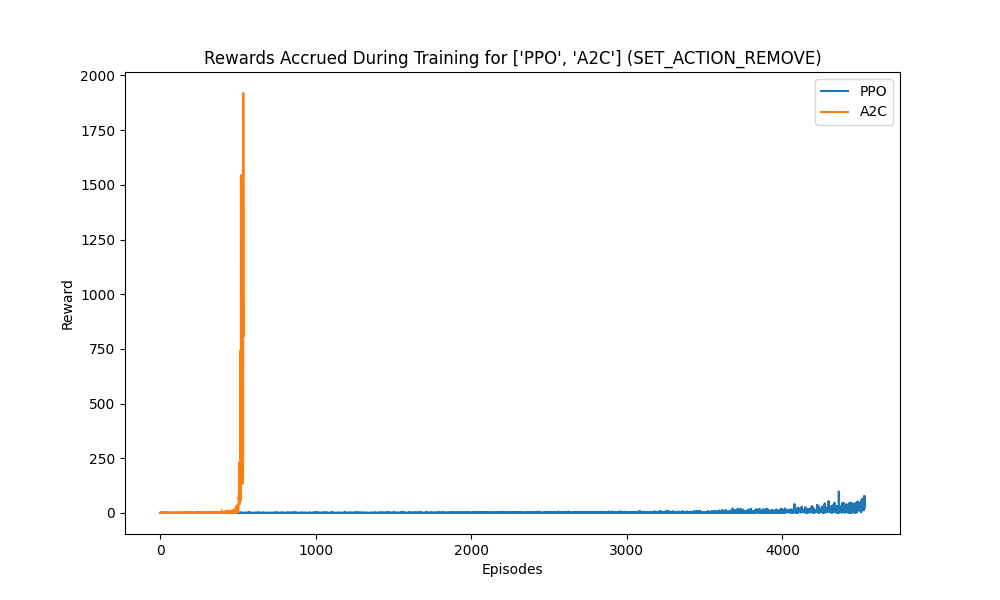 Rewards Accrued During Training for ['PPO', 'A2C'] (SET_ACTION_REMOVE)
PPO
A2C
Reward
2000
1750
1500
1250
1000
750
500
250
0
0 1000 2000 3000 4000
Episodes